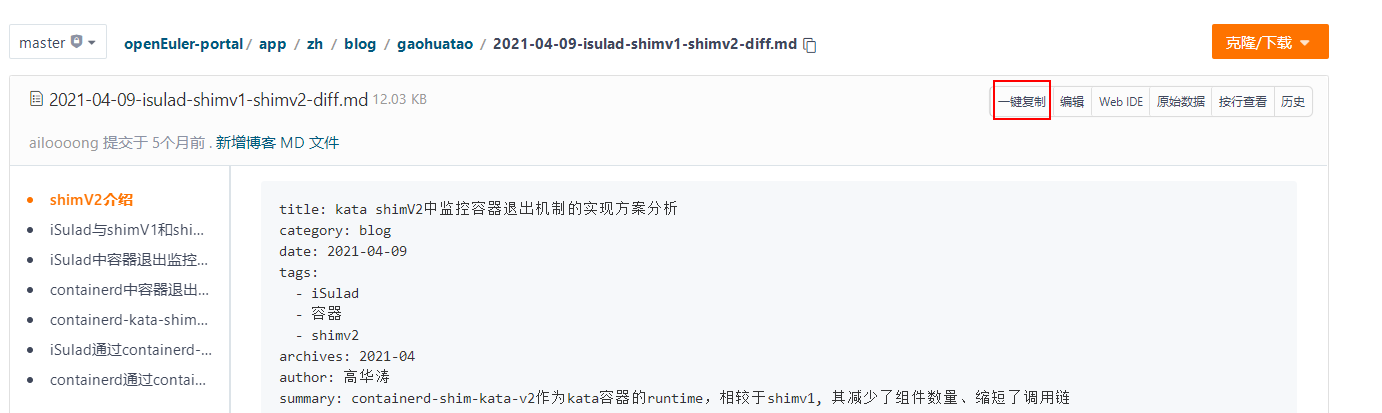 master openEuler-portal / app / zh / blog / gaohuatao / 2021-04-09-isulad-shimv1-shimv2-diff.md 克隆/下载
2021-04-09-isulad-shimv1-shimv2-diff.md 12.03 KB 一键复制 编辑 Web IDE 原始数据 按行查看 历史
ailoooong 提交于 5个月前 . 新增博客 MD 文件
shimV2介绍
iSulad与shimV1和shi...
iSulad中容器退出监控...
containerd中容器退出...
containerd-kata-shim...
iSulad通过containerd-...
containerd通过contai...
title: kata shimV2中监控容器退出机制的实现方案分析
category: blog
date: 2021-04-09
tags:
- iSulad
- 容器
- shimv2
archives: 2021-04
author: 高华涛
summary: containerd-shim-kata-v2作为kata容器的runtime，相较于shimv1, 其减少了组件数量、缩短了调用链